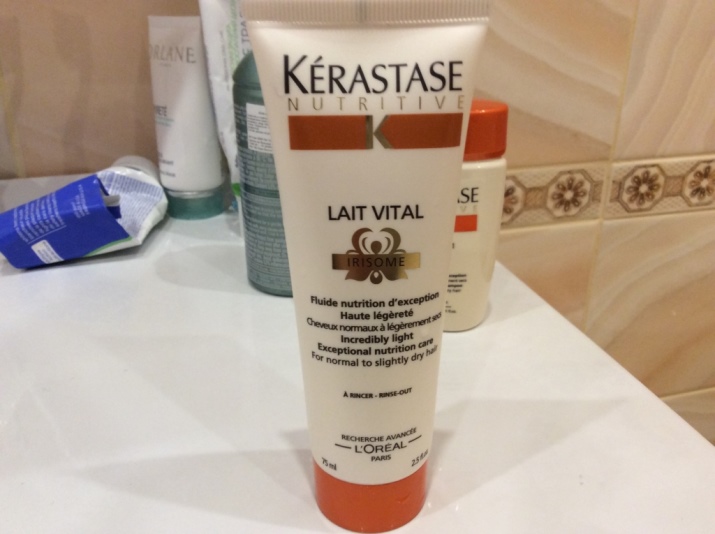 KÉRASTASE
NUTRITIVE
K
LAIT VITAL
IRISOME
Fluide nutrition d'exception
Haute légèreté
Cheveux normaux à légèrement secs
Incredibly light
Exceptional nutrition care
For normal to slightly dry hair
À RINCER - RINSE-OUT
RECHERCHE AVANCÉE
L'ORÉAL
PARIS
75 ml
2.5 fl.
ORLANE